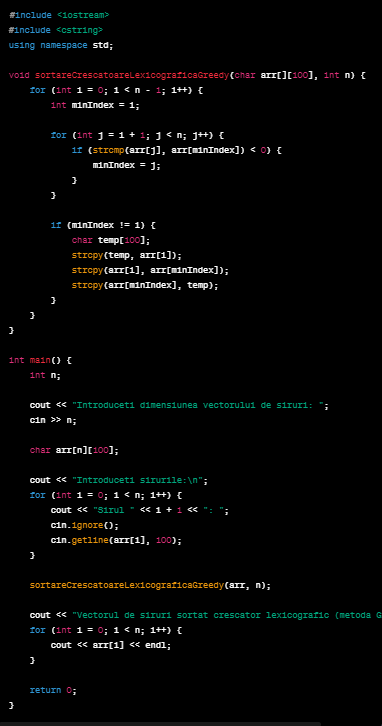 #include <iostream>
#include <cstring>
using namespace std;
void sortareCrescatoareLexicograficaGreedy(char arr[][100], int n) {
for (int i = 0; i < n - 1; i++) {
int minIndex = i;
for (int j = i + 1; j < n; j++) {
if (strcmp(arr[j], arr[minIndex]) < 0) {
minIndex = j;
}
}
if (minIndex != i) {
char temp[100];
strcpy(temp, arr[i]);
strcpy(arr[i], arr[minIndex]);
strcpy(arr[minIndex], temp);
}
}
}
int main() {
int n;
cout << "Introduceti dimensiunea vectorului de siruri: ";
cin >> n;
char arr[n][100];
cout << "Introduceti sirurile:\n";
for (int i = 0; i < n; i++) {
cout << "Sirul " << i + 1 << ": ";
cin.ignore();
cin.getline(arr[i], 100);
}
sortareCrescatoareLexicograficaGreedy(arr, n);
cout << "Vectorul de siruri sortat crescator lexicografic (metoda G
for (int i = 0; i < n; i++) {
cout << arr[i] << endl;
}
return 0;
}